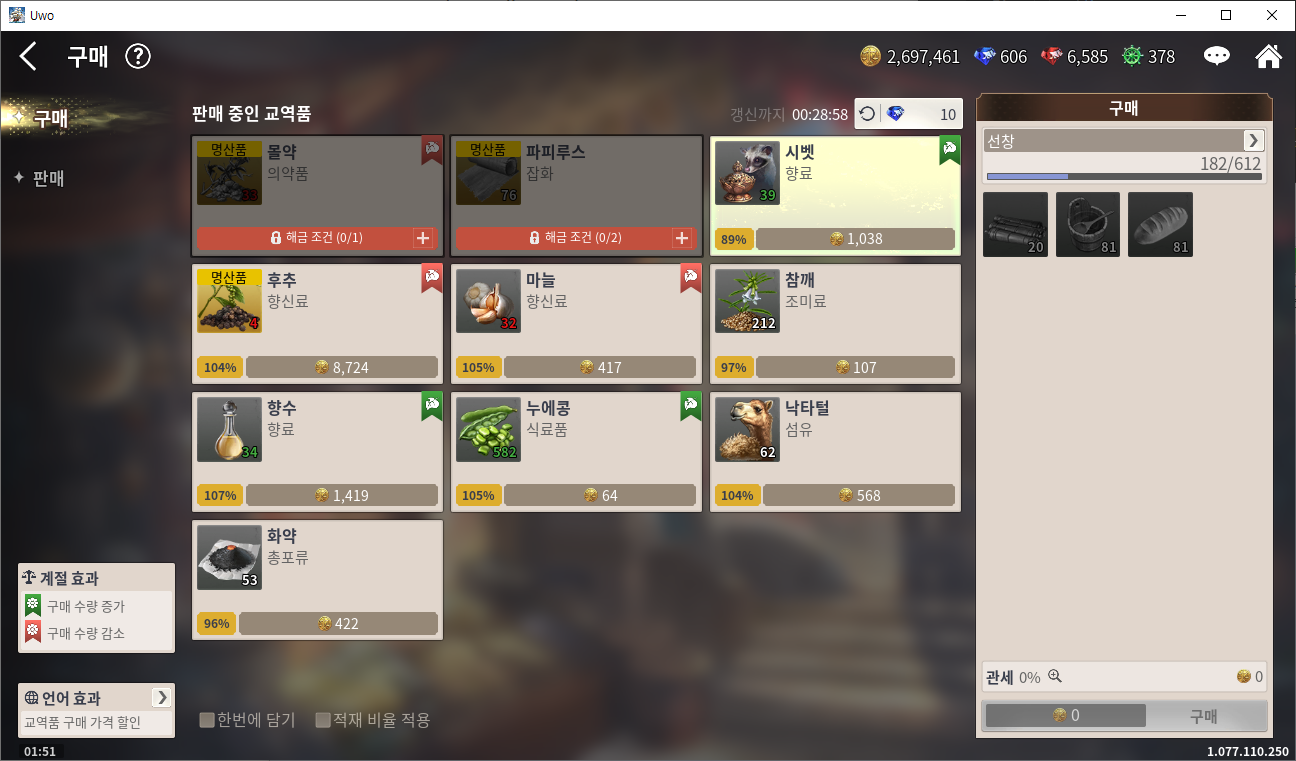 Uwo
구매 ?
2,697,461 606 6,585 378
구매
판매
판매 중인 교역품
갱신까지 00:28:58 10
명산품 몰약
의약품
33
해금 조건 (0/1) +
명산품 파피루스
잡화
76
해금 조건 (0/2) +
시벳
향료
39
89% 1,038
명산품 후추
향신료
4
104% 8,724
마늘
향신료
32
105% 417
참깨
조미료
212
97% 107
향수
향료
34
107% 1,419
누에콩
식료품
582
105% 64
낙타털
섬유
62
104% 568
화약
총포류
53
96% 422
계절 효과
구매 수량 증가
구매 수량 감소
언어 효과
교역품 구매 가격 할인
한번에 담기 적재 비율 적용
구매
선창
182/612
20 81 81
관세 0% 0
0 구매
01:51
1.077.110.250